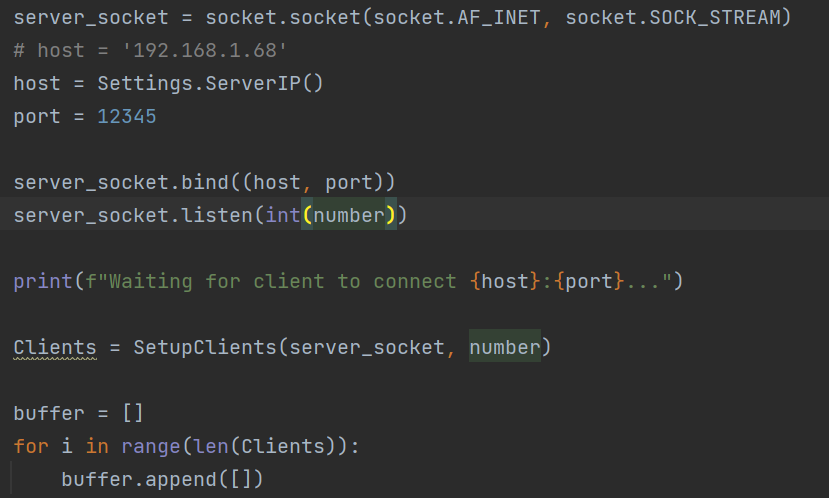 server_socket = socket.socket(socket.AF_INET, socket.SOCK_STREAM)
# host = '192.168.1.68'
host = Settings.ServerIP()
port = 12345
server_socket.bind((host, port))
server_socket.listen(int(number))
print(f"Waiting for client to connect {host}:{port}...")
Clients = SetupClients(server_socket, number)
buffer = []
for i in range(len(Clients)):
    buffer.append([])